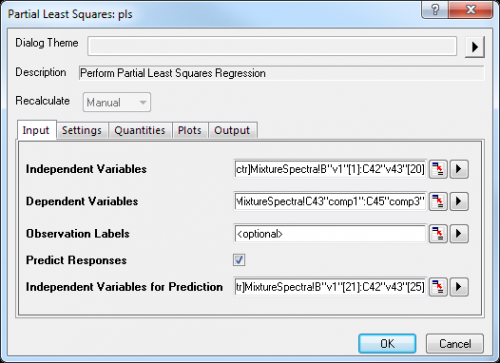 Partial Least Squares: pls
Dialog Theme
Description Perform Partial Least Squares Regression
Recalculate Manual
Input Settings Quantities Plots Output
Independent Variables ctr]MixtureSpectra!B"v1"[1]:C42"v43"[20]
Dependent Variables MixtureSpectra!C43"comp1":C45"comp3"
Observation Labels <optional>
Predict Responses
Independent Variables for Prediction tr]MixtureSpectra!B"v1"[21]:C42"v43"[25]
OK Cancel